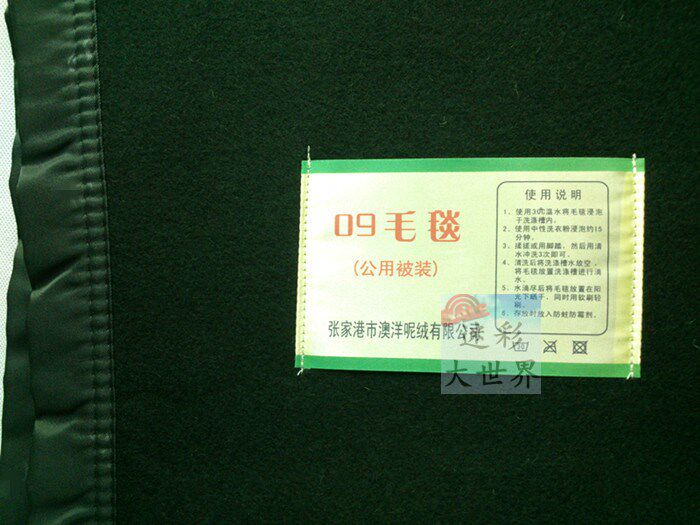 09毛毯
(公用被装)
张家港市澳洋呢绒有限公司
使用说明
1、使用30℃温水将毛毯浸泡
于洗涤槽内。
2、使用中性洗衣粉浸泡约15
分钟。
3、揉搓或用脚踏，然后用清
水冲洗3次即可。
4、清洗后将洗涤槽水放空，
将毛毯放置洗涤槽进行滴
水。
5、水滴尽后将毛毯放置在阳
光下晒干，同时用软刷轻
刷。
6、存放时放入防蛀防霉剂。
迷彩
大世界